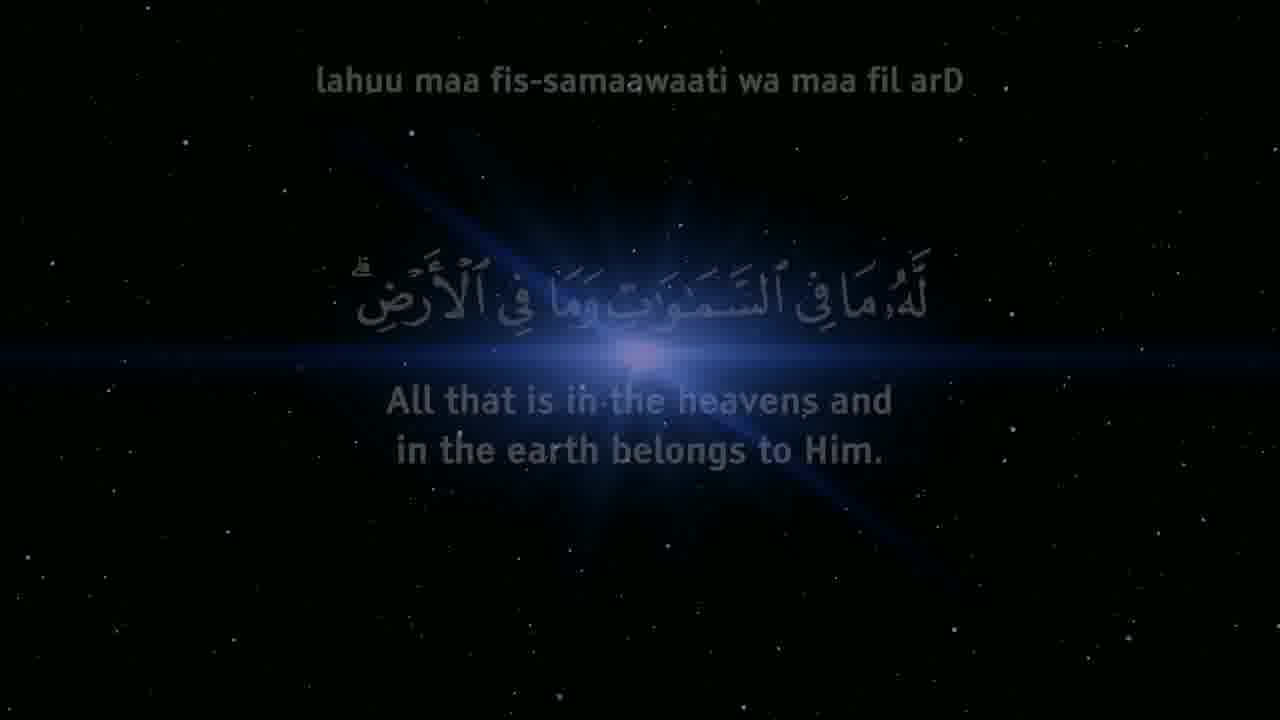 lahuu maa fis-samaawaati wa maa fil arD
لَّهُۥ مَا فِى ٱلسَّمَـٰوَٰتِ وَمَا فِى ٱلْأَرْضِ ۗ
All that is in the heavens and
in the earth belongs to Him.